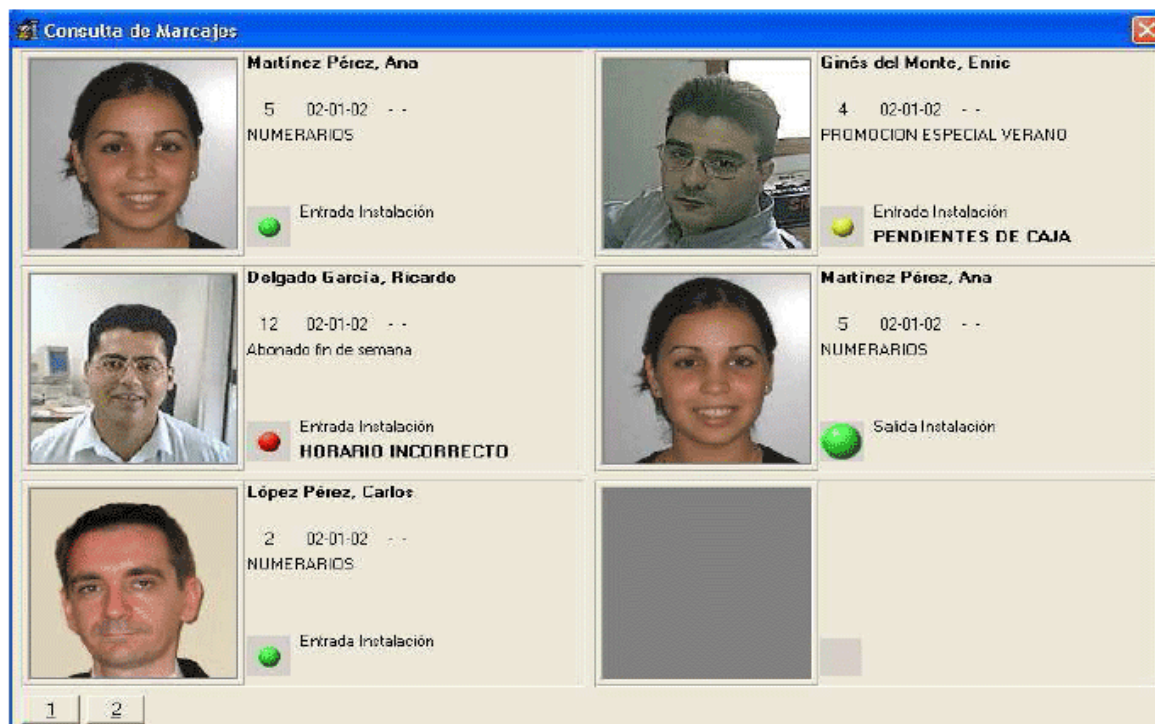 Consulta de Marcajes
Martínez Pérez, Ana
5 02-01-02 - -
NUMERARIOS
Entrada Instalación
Ginés del Monte, Enric
4 02-01-02 - -
PROMOCION ESPECIAL VERANO
Entrada Instalación
PENDIENTES DE CAJA
Delgado García, Ricardo
12 02-01-02 - -
Abonado fin de semana
Entrada Instalación
HORARIO INCORRECTO
Martínez Pérez, Ana
5 02-01-02 - -
NUMERARIOS
Salida Instalación
López Pérez, Carlos
2 02-01-02 - -
NUMERARIOS
Entrada Instalación
1 2